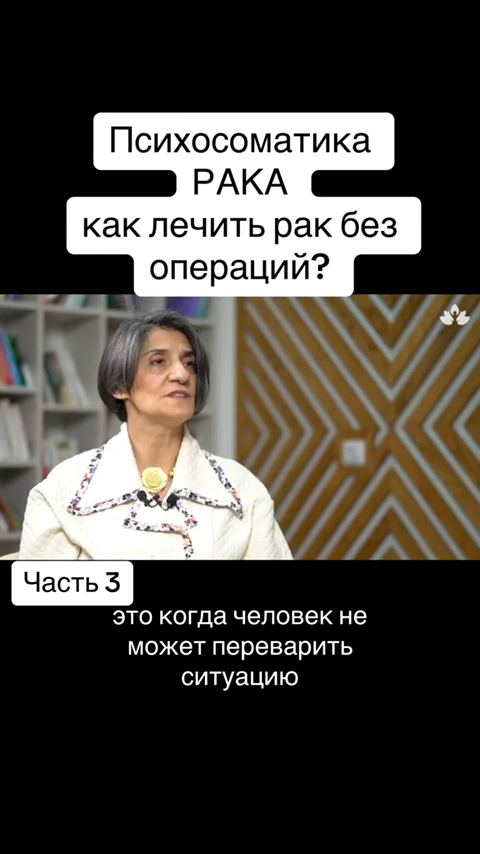 Психосоматика
РАКА
как лечить рак без
операций?
Часть 3
это когда человек не
может переварить
ситуацию